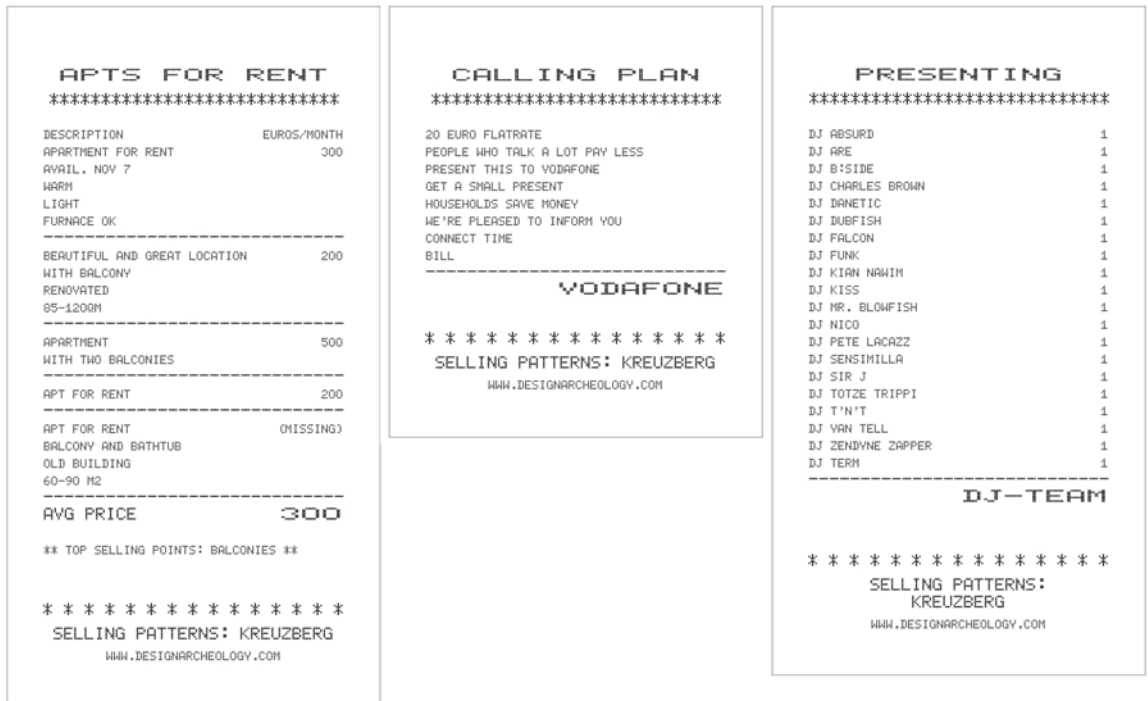 APTS FOR RENT
****************************
DESCRIPTION EUROS/MONTH
APARTMENT FOR RENT 300
AVAIL. NOV 7
WARM
LIGHT
FURNACE OK
------------------------------
BEAUTIFUL AND GREAT LOCATION 200
WITH BALCONY
RENOVATED
85-120QM
------------------------------
APARTMENT 500
WITH TWO BALCONIES
------------------------------
APT FOR RENT 200
------------------------------
APT FOR RENT (MISSING)
BALCONY AND BATHTUB
OLD BUILDING
60-90 M2
------------------------------
AVG PRICE 300
** TOP SELLING POINTS: BALCONIES **
* * * * * * * * * * * * * * *
SELLING PATTERNS: KREUZBERG
WWW.DESIGNARCHEOLOGY.COM
CALLING PLAN
****************************
20 EURO FLATRATE
PEOPLE WHO TALK A LOT PAY LESS
PRESENT THIS TO VODAFONE
GET A SMALL PRESENT
HOUSEHOLDS SAVE MONEY
WE'RE PLEASED TO INFORM YOU
CONNECT TIME
BILL
------------------------------
VODAFONE
* * * * * * * * * * * * * * *
SELLING PATTERNS: KREUZBERG
WWW.DESIGNARCHEOLOGY.COM
PRESENTING
*****************************
DJ ABSURD 1
DJ ARE 1
DJ B:SIDE 1
DJ CHARLES BROWN 1
DJ DANETIC 1
DJ DUBFISH 1
DJ FALCON 1
DJ FUNK 1
DJ KIAN NAWIM 1
DJ KISS 1
DJ MR. BLOWFISH 1
DJ NICO 1
DJ PETE LACAZZ 1
DJ SENSIMILLA 1
DJ SIR J 1
DJ TOTZE TRIPPI 1
DJ T'N'T 1
DJ VAN TELL 1
DJ ZENDYNE ZAPPER 1
DJ TERM 1
------------------------------
DJ-TEAM
* * * * * * * * * * * * * * *
SELLING PATTERNS:
KREUZBERG
WWW.DESIGNARCHEOLOGY.COM